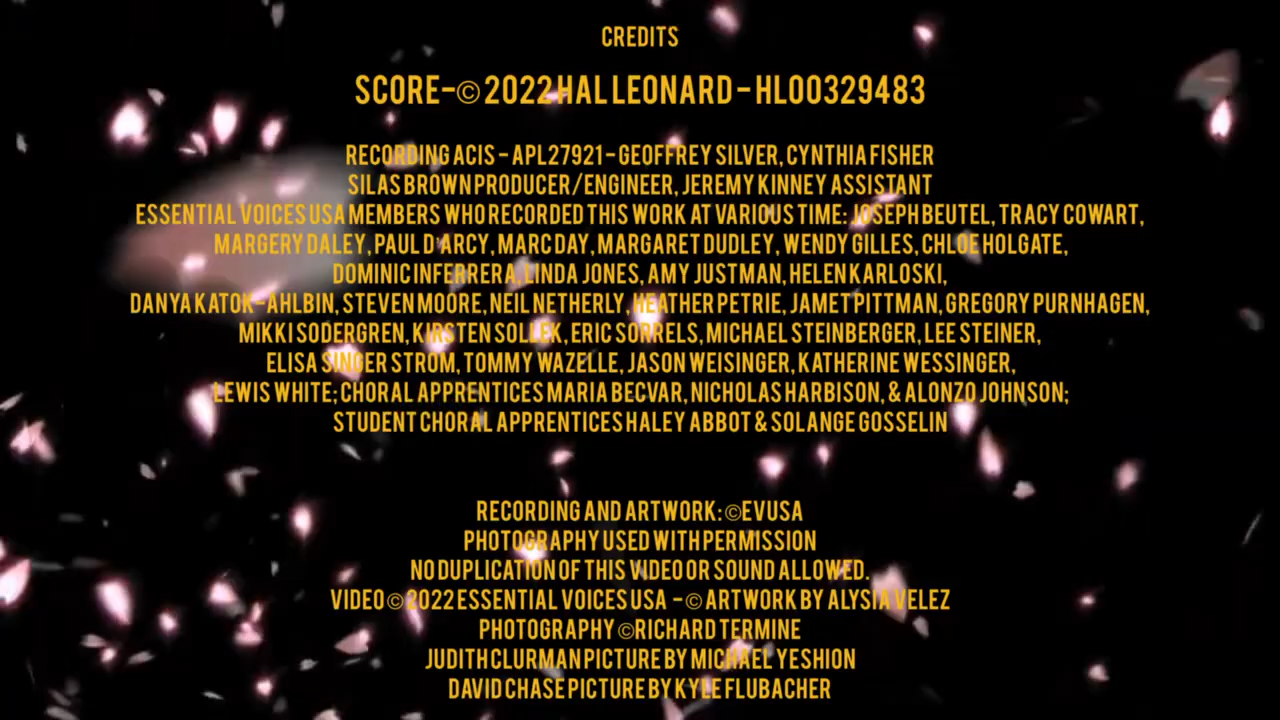 CREDITS
SCORE-© 2022 HAL LEONARD - HL00329483
RECORDING ACIS - APL27921 - GEOFFREY SILVER, CYNTHIA FISHER
SILAS BROWN PRODUCER/ENGINEER, JEREMY KINNEY ASSISTANT
ESSENTIAL VOICES USA MEMBERS WHO RECORDED THIS WORK AT VARIOUS TIME: JOSEPH BEUTEL, TRACY COWART,
MARGERY DALEY, PAUL D'ARCY, MARC DAY, MARGARET DUDLEY, WENDY GILLES, CHLOE HOLGATE,
DOMINIC INFERRERA, LINDA JONES, AMY JUSTMAN, HELEN KARLOSKI,
DANYA KATOK-AHLBIN, STEVEN MOORE, NEIL NETHERLY, HEATHER PETRIE, JAMET PITTMAN, GREGORY PURNHAGEN,
MIKKI SODERGREN, KIRSTEN SOLLEK, ERIC SORRELS, MICHAEL STEINBERGER, LEE STEINER,
ELISA SINGER STROM, TOMMY WAZELLE, JASON WEISINGER, KATHERINE WESSINGER,
LEWIS WHITE; CHORAL APPRENTICES MARIA BECVAR, NICHOLAS HARBISON, & ALONZO JOHNSON;
STUDENT CHORAL APPRENTICES HALEY ABBOT & SOLANGE GOSSELIN
RECORDING AND ARTWORK: ©EVUSA
PHOTOGRAPHY USED WITH PERMISSION
NO DUPLICATION OF THIS VIDEO OR SOUND ALLOWED.
VIDEO © 2022 ESSENTIAL VOICES USA - © ARTWORK BY ALYSIA VELEZ
PHOTOGRAPHY ©RICHARD TERMINE
JUDITH CLURMAN PICTURE BY MICHAEL YESHION
DAVID CHASE PICTURE BY KYLE FLUBACHER